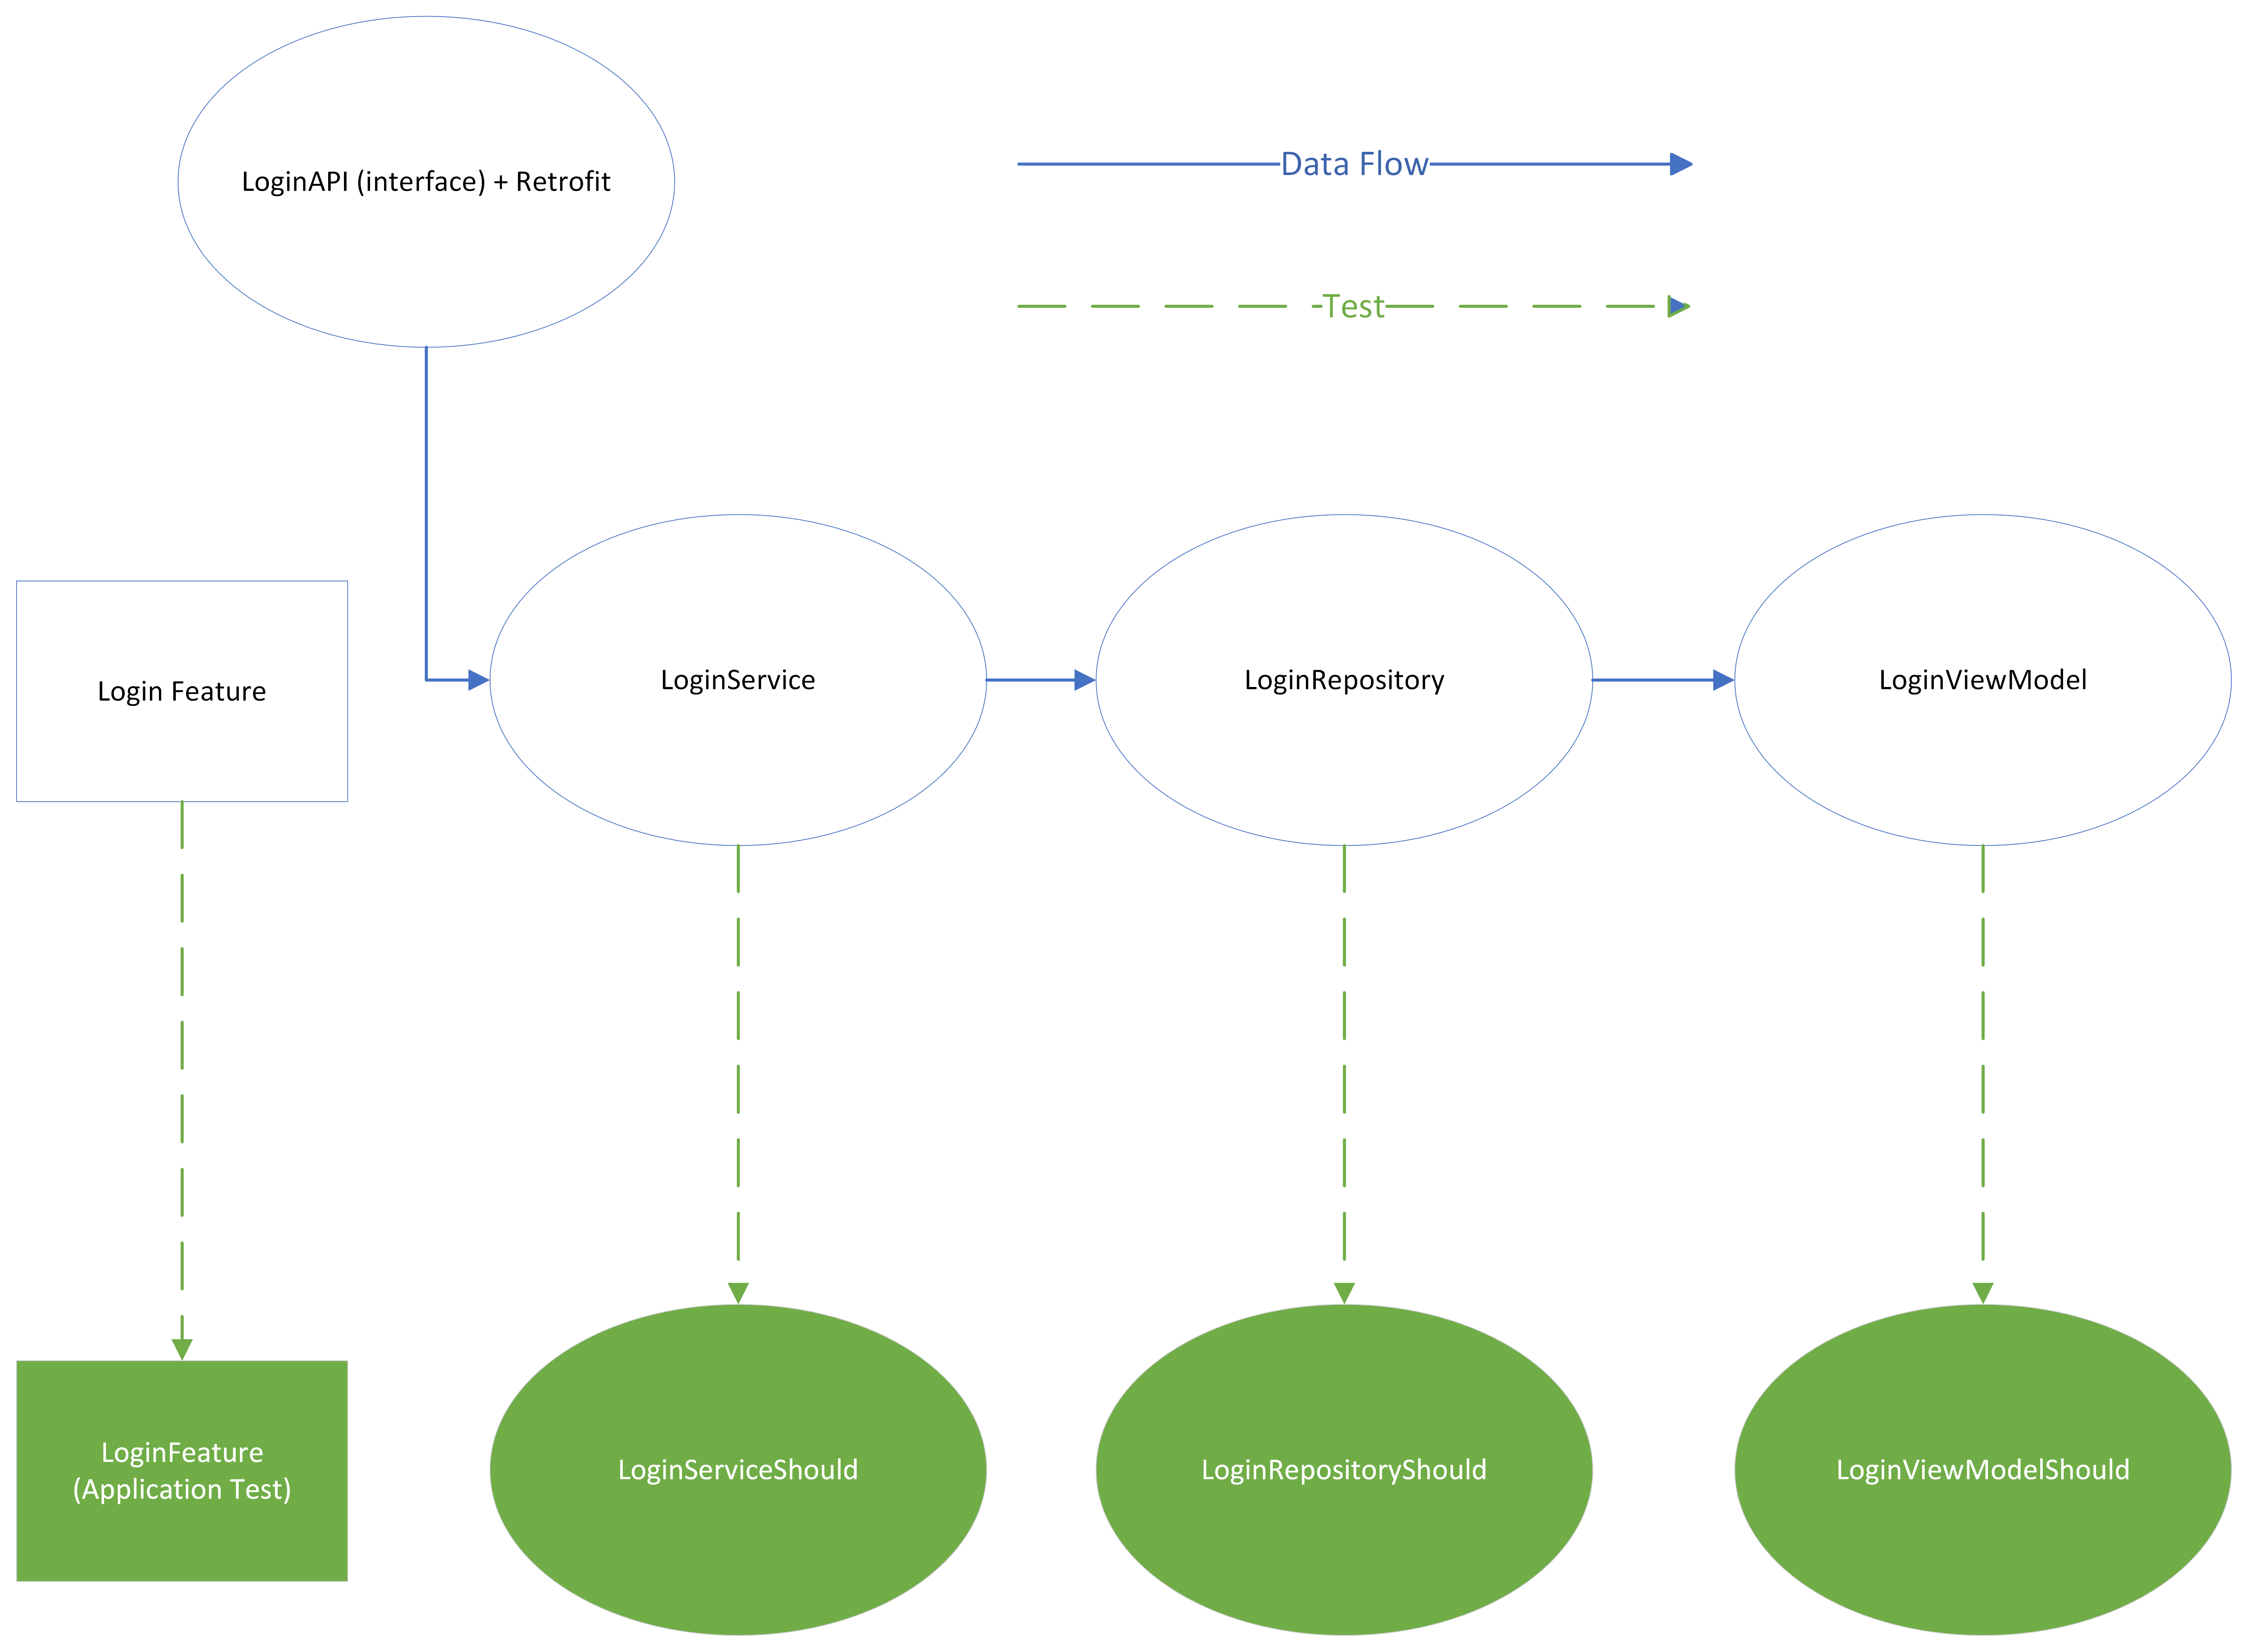 LoginAPI (interface) + Retrofit
Data Flow
Test
Login Feature
LoginService
LoginRepository
LoginViewModel
LoginFeature
(Application Test)
LoginServiceShould
LoginRepositoryShould
LoginViewModelShould